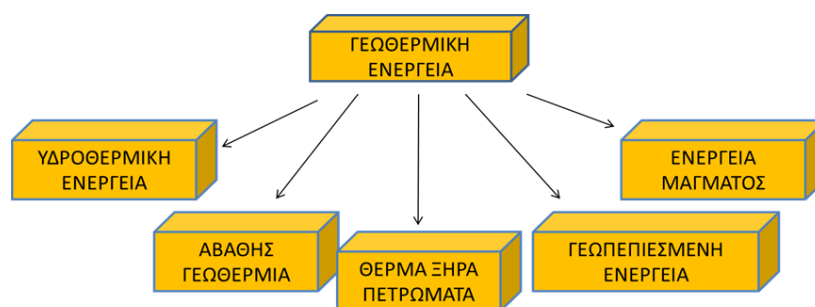 ΓΕΩΘΕΡΜΙΚΗ
ΕΝΕΡΓΕΙΑ
ΥΔΡΟΘΕΡΜΙΚΗ
ΕΝΕΡΓΕΙΑ
ΑΒΑΘΗΣ
ΓΕΩΘΕΡΜΙΑ
ΘΕΡΜΑ ΞΗΡΑ
ΠΕΤΡΩΜΑΤΑ
ΓΕΩΠΕΠΙΕΣΜΕΝΗ
ΕΝΕΡΓΕΙΑ
ΕΝΕΡΓΕΙΑ
ΜΑΓΜΑΤΟΣ